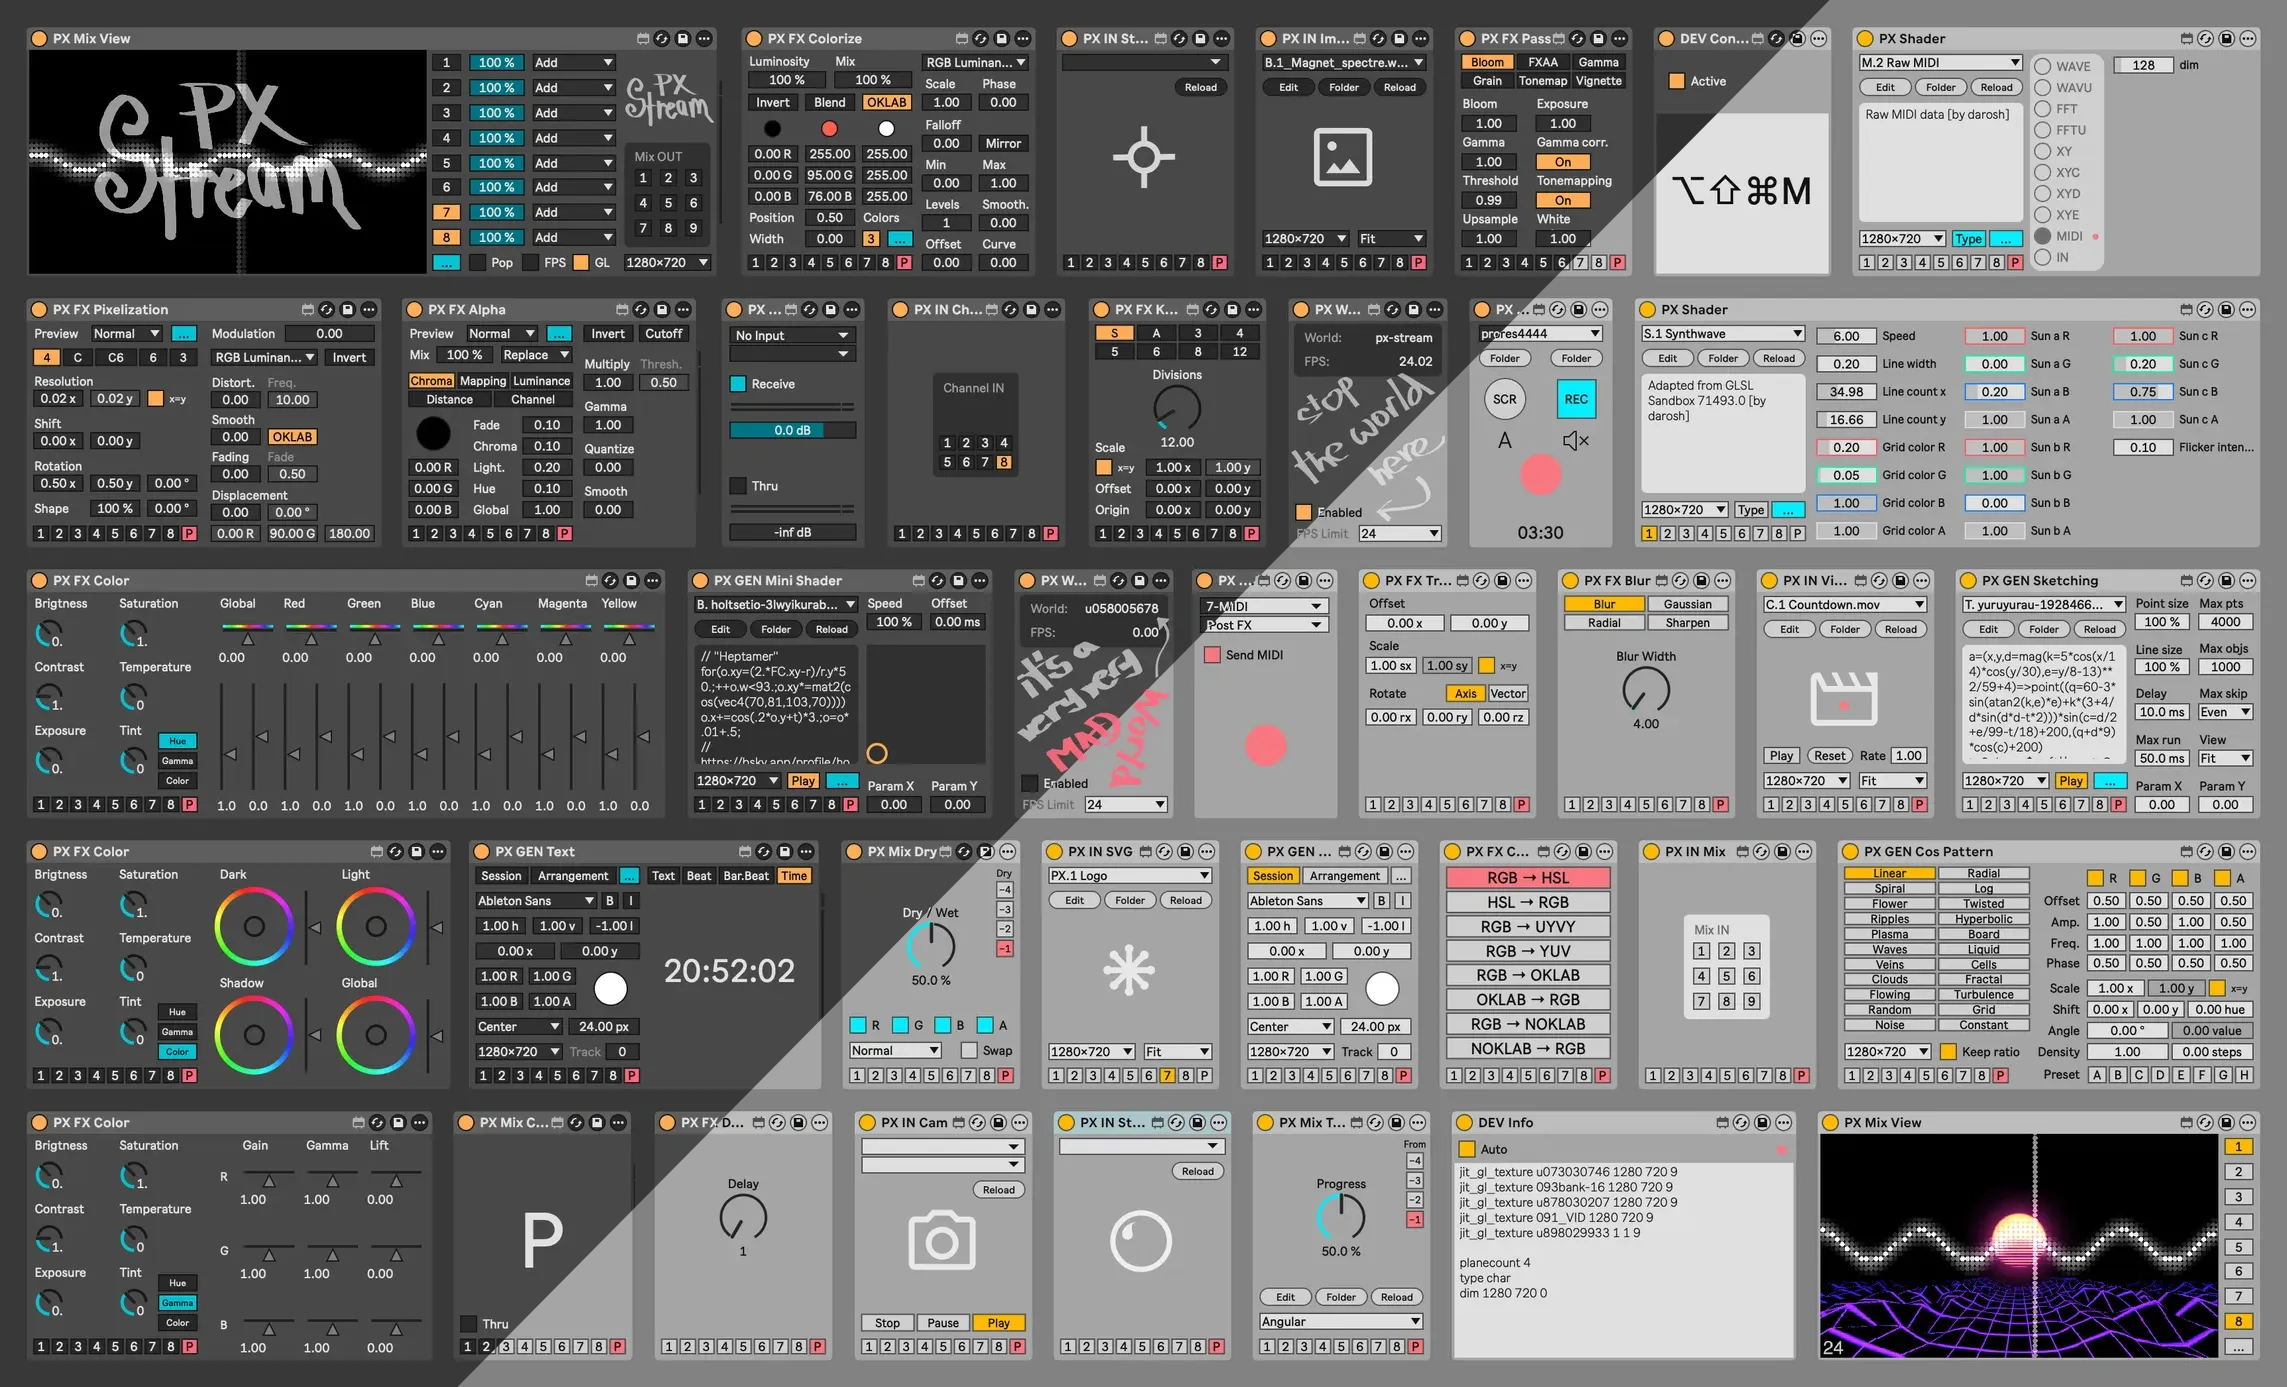 PX Mix View
PX Stream
1 100 % Add
2 100 % Add
3 100 % Add
4 100 % Add
5 100 % Add
6 100 % Add
7 100 % Add
8 100 % Add
PX Stream
Mix OUT
1 2 3
4 5 6
7 8 9
... Pop FPS GL 1280×720
PX FX Colorize
Luminosity Mix RGB Luminan...
100 % 100 % Scale Phase
Invert Blend OKLAB 1.00 0.00
Falloff
0.00 Mirror
0.00 R 255.00 255.00
Min Max
0.00 G 95.00 G 255.00
0.00 1.00
0.00 B 76.00 B 255.00
Levels Smooth.
Position 0.50 Colors 1 0.00
Width 0.00 3 ... Offset Curve
1 2 3 4 5 6 7 8 P 0.00 0.00
PX IN St...
Reload
1 2 3 4 5 6 7 8 P
PX IN Im...
B.1_Magnet_spectre.w...
Edit Folder Reload
1280×720 Fit
1 2 3 4 5 6 7 8 P
PX FX Pass
Bloom FXAA Gamma
Grain Tonemap Vignette
Bloom Exposure
1.00 1.00
Gamma Gamma corr.
1.00 On
Threshold Tonemapping
0.99 On
Upsample White
1.00 1.00
1 2 3 4 5 6 7 8 P
DEV Con...
Active
⌥⇧⌘M
PX Shader
M.2 Raw MIDI
Edit Folder Reload
Raw MIDI data [by darosh]
1280×720 Type ...
1 2 3 4 5 6 7 8 P
WAVE
WAVU
FFT
FFTU
XY
XYC
XYD
XYE
MIDI
IN
128 dim
PX FX Pixelization
Preview Normal ... Modulation 0.00
4 C C6 6 3 RGB Luminan... Invert
Resolution Distort. Freq.
0.02 x 0.02 y x=y 0.00 10.00
Shift Smooth
0.00 x 0.00 y 0.00 OKLAB
Rotation Fading Fade
0.50 x 0.50 y 0.00 ° 0.00 0.50
Displacement
Shape 100 % 0.00 ° 0.00 0.00 °
1 2 3 4 5 6 7 8 P 0.00 R 90.00 G 180.00
PX FX Alpha
Preview Normal ... Invert Cutoff
Mix 100 % Replace Multiply Thresh.
Chroma Mapping Luminance 1.00 0.50
Distance Channel Gamma
Fade 0.10 1.00
Chroma 0.10 Quantize
0.00 R Light. 0.20 0.00
0.00 G Hue 0.10 Smooth
0.00 B Global 1.00 0.00
1 2 3 4 5 6 7 8 P
PX ...
No Input
Receive
0.0 dB
Thru
-inf dB
PX IN Ch...
Channel IN
1 2 3 4
5 6 7 8
1 2 3 4 5 6 7 8 P
PX FX K...
S A 3 4
5 6 8 12
Divisions
12.00
Scale
x=y 1.00 x 1.00 y
Offset 0.00 x 0.00 y
Origin 0.00 x 0.00 y
1 2 3 4 5 6 7 8 P
PX W...
World: px-stream
FPS: 24.02
stop
the world
here
Enabled
FPS Limit 24
PX ...
prores4444
Folder Folder
SCR REC
A
03:30
PX Shader
S.1 Synthwave
Edit Folder Reload
Adapted from GLSL
Sandbox 71493.0 [by
darosh]
1280×720 Type ...
1 2 3 4 5 6 7 8 P
6.00 Speed 1.00 Sun a R 1.00 Sun c R
0.20 Line width 0.00 Sun a G 0.20 Sun c G
34.98 Line count x 0.20 Sun a B 0.75 Sun c B
16.66 Line count y 1.00 Sun a A 1.00 Sun c A
0.20 Grid color R 1.00 Sun b R 0.10 Flicker inten...
0.05 Grid color G 1.00 Sun b G
1.00 Grid color B 0.00 Sun b B
1.00 Grid color A 1.00 Sun b A
PX FX Color
Brigtness Saturation Global Red Green Blue Cyan Magenta Yellow
0. 1.
0.00 0.00 0.00 0.00 0.00 0.00 0.00
Contrast Temperature
1. 0
Exposure Tint Hue
0. 0 Gamma
Color
1 2 3 4 5 6 7 8 P 1.0 0.0 1.0 0.0 1.0 0.0 1.0 0.0 1.0 0.0 1.0 0.0 1.0 0.0
PX GEN Mini Shader
B. holtsetio-3lwyikurab... Speed Offset
Edit Folder Reload 100 % 0.00 ms
// "Heptamer"
for(o.xy=(2.*FC.xy-r)/r.y*5
0.;++o.w<93.;o.xy*=mat2(c
os(vec4(70,81,103,70))))
o.x+=cos(.2*o.y+t)*3.;o=o*
.01+.5;
//
https://bsky.app/profile/ho
1280×720 Play ... Param X Param Y
1 2 3 4 5 6 7 8 P 0.00 0.00
PX W...
World: u058005678
FPS: 0.00
it's a
very very
MAD
World
Enabled
FPS Limit 24
PX ...
7-MIDI
Post FX
Send MIDI
PX FX Tr...
Offset
0.00 x 0.00 y
Scale
1.00 sx 1.00 sy x=y
Rotate Axis Vector
0.00 rx 0.00 ry 0.00 rz
1 2 3 4 5 6 7 8 P
PX FX Blur
Blur Gaussian
Radial Sharpen
Blur Width
4.00
1 2 3 4 5 6 7 8 P
PX IN Vi...
C.1 Countdown.mov
Edit Folder Reload
Play Reset Rate 1.00
1280×720 Fit
1 2 3 4 5 6 7 8 P
PX GEN Sketching
T. yuruyurau-1928466... Point size Max pts
Edit Folder Reload 100 % 4000
a=(x,y,d=mag(k=5*cos(x/1
4)*cos(y/30),e=y/8-13)**
2/59+4)=>point((q=60-3*
sin(atan2(k,e)*e)+k*(3+4/
d*sin(d*d-t*2)))*sin(c=d/2
+e/99-t/18)+200,(q+d*9)
*cos(c)+200)
Line size Max objs
100 % 1000
Delay Max skip
10.0 ms Even
Max run View
50.0 ms Fit
1280×720 Play ... Param X Param Y
1 2 3 4 5 6 7 8 P 0.00 0.00
PX FX Color
Brigtness Saturation Dark Light
0. 1.
Contrast Temperature
1. 0
Shadow Global
Exposure Tint Hue
0. 0 Gamma
Color
1 2 3 4 5 6 7 8 P
PX GEN Text
Session Arrangement ... Text Beat Bar.Beat Time
Ableton Sans B I
1.00 h 1.00 v -1.00 l
0.00 x 0.00 y
1.00 R 1.00 G
1.00 B 1.00 A
20:52:02
Center 24.00 px
1280×720 Track 0
1 2 3 4 5 6 7 8 P
PX Mix Dry
Dry
-4
-3
-2
-1
Dry / Wet
50.0 %
R G B A
Normal Swap
1 2 3 4 5 6 7 8 P
PX IN SVG
PX.1 Logo
Edit Folder Reload
1280×720 Fit
1 2 3 4 5 6 7 8 P
PX GEN ...
Session Arrangement ...
Ableton Sans B I
1.00 h 1.00 v -1.00 l
0.00 x 0.00 y
1.00 R 1.00 G
1.00 B 1.00 A
Center 24.00 px
1280×720 Track 0
1 2 3 4 5 6 7 8 P
PX FX C...
RGB → HSL
HSL → RGB
RGB → UYVY
RGB → YUV
RGB → OKLAB
OKLAB → RGB
RGB → NOKLAB
NOKLAB → RGB
1 2 3 4 5 6 7 8 P
PX IN Mix
Mix IN
1 2 3
4 5 6
7 8 9
1 2 3 4 5 6 7 8 P
PX GEN Cos Pattern
Linear Radial
Spiral Log
Flower Twisted
Ripples Hyperbolic
Plasma Board
Waves Liquid
Veins Cells
Clouds Fractal
Flowing Turbulence
Random Grid
Noise Constant
1280×720 Keep ratio
1 2 3 4 5 6 7 8 P
R G B A
Offset 0.50 0.50 0.50 0.50
Amp. 1.00 0.50 0.50 0.50
Freq. 1.00 1.00 1.00 1.00
Phase 0.50 0.50 0.50 0.50
Scale 1.00 x 1.00 y x=y
Shift 0.00 x 0.00 y 0.00 hue
Angle 0.00 ° 0.00 value
Density 1.00 0.00 steps
Preset A B C D E F G H
PX FX Color
Brigtness Saturation Gain Gamma Lift
0. 1. R
1.00 1.00 0.00
Contrast Temperature
1. 0 G
1.00 1.00 0.00
Exposure Tint Hue
0. 0 Gamma
Color B
1 2 3 4 5 6 7 8 P 1.00 1.00 0.00
PX Mix C...
P
Thru
1 2 3 4 5 6 7 8 P
PX FX D...
Delay
1
1 2 3 4 5 6 7 8 P
PX IN Cam
Reload
Stop Pause Play
1 2 3 4 5 6 7 8 P
PX IN St...
Reload
1 2 3 4 5 6 7 8 P
PX Mix T...
From
-4
-3
-2
-1
Progress
50.0 %
Edit Folder Reload
Angular
1 2 3 4 5 6 7 8 P
DEV Info
Auto
jit_gl_texture u073030746 1280 720 9
jit_gl_texture 093bank-16 1280 720 9
jit_gl_texture u878030207 1280 720 9
jit_gl_texture 091_VID 1280 720 9
jit_gl_texture u898029933 1 1 9
planecount 4
type char
dim 1280 720 0
PX Mix View
1
2
3
4
5
6
7
8
...
24